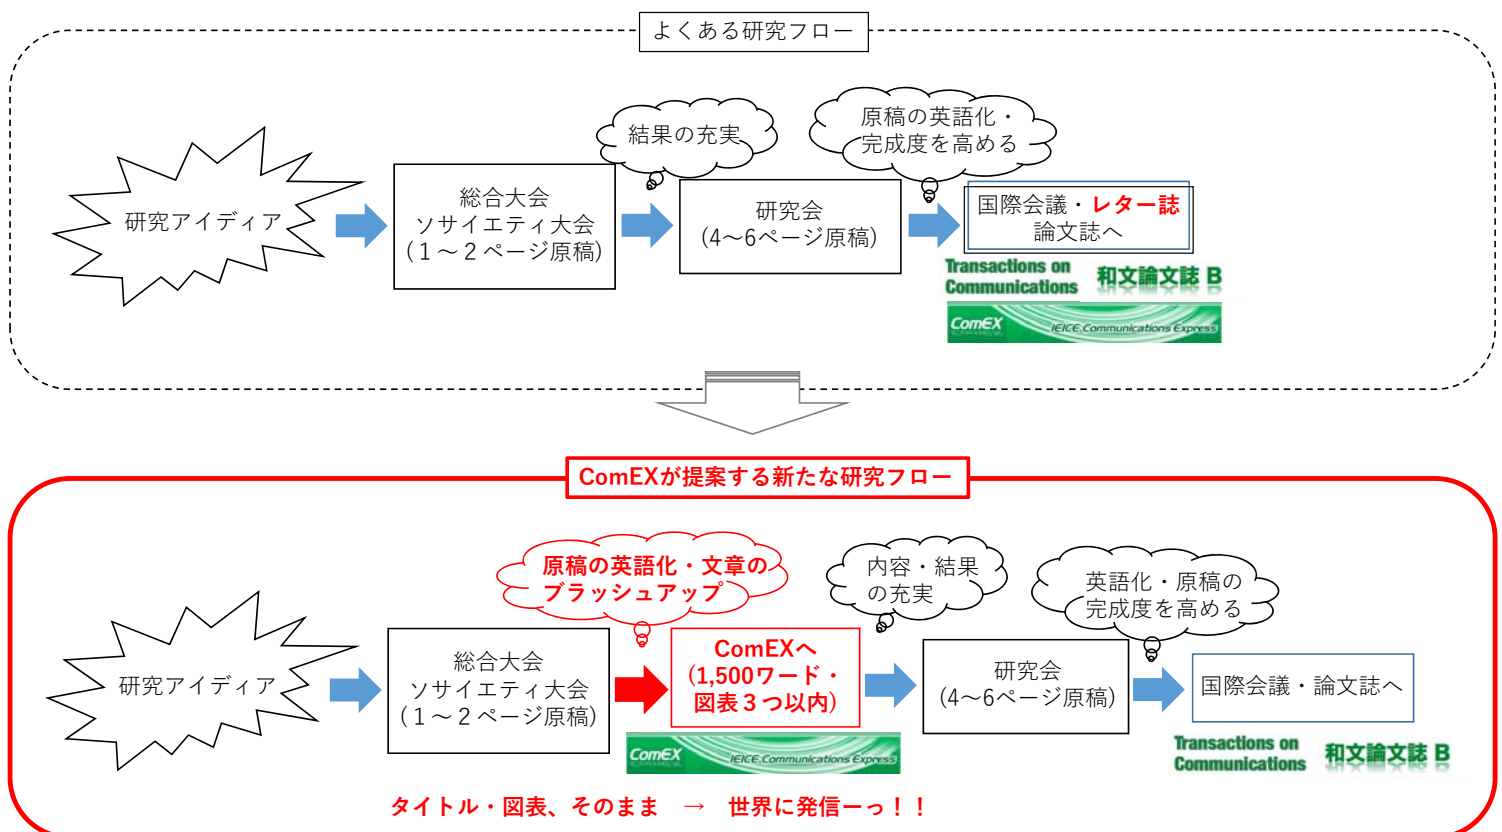 よくある研究フロー
研究アイディア
総合大会
ソサイエティ大会
(１～２ページ原稿)
結果の充実
研究会
(4～6ページ原稿)
原稿の英語化・
完成度を高める
国際会議・レター誌
論文誌へ
Transactions on
Communications
和文論文誌 B
ComEX
IEICE Communications Express
ComEXが提案する新たな研究フロー
研究アイディア
総合大会
ソサイエティ大会
(１～２ページ原稿)
原稿の英語化・文章の
ブラッシュアップ
ComEXへ
(1,500ワード・
図表３つ以内)
ComEX
IEICE Communications Express
内容・結果
の充実
研究会
(4～6ページ原稿)
英語化・原稿の
完成度を高める
国際会議・論文誌へ
Transactions on
Communications
和文論文誌 B
タイトル・図表、そのまま　→　世界に発信ーっ！！